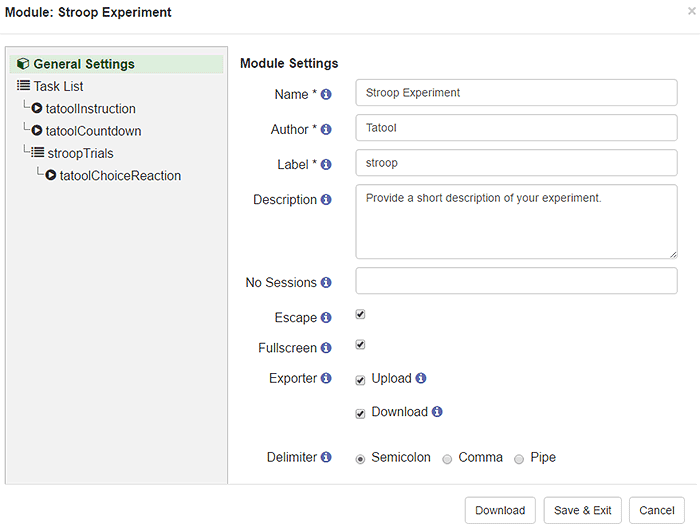 Module: Stroop Experiment ×
General Settings
Task List
tatoolInstruction
tatoolCountdown
stroopTrials
tatoolChoiceReaction
Module Settings
Name * Stroop Experiment
Author * Tatool
Label * stroop
Description Provide a short description of your experiment.
No Sessions
Escape
Fullscreen
Exporter Upload
Download
Delimiter Semicolon Comma Pipe
Download Save & Exit Cancel